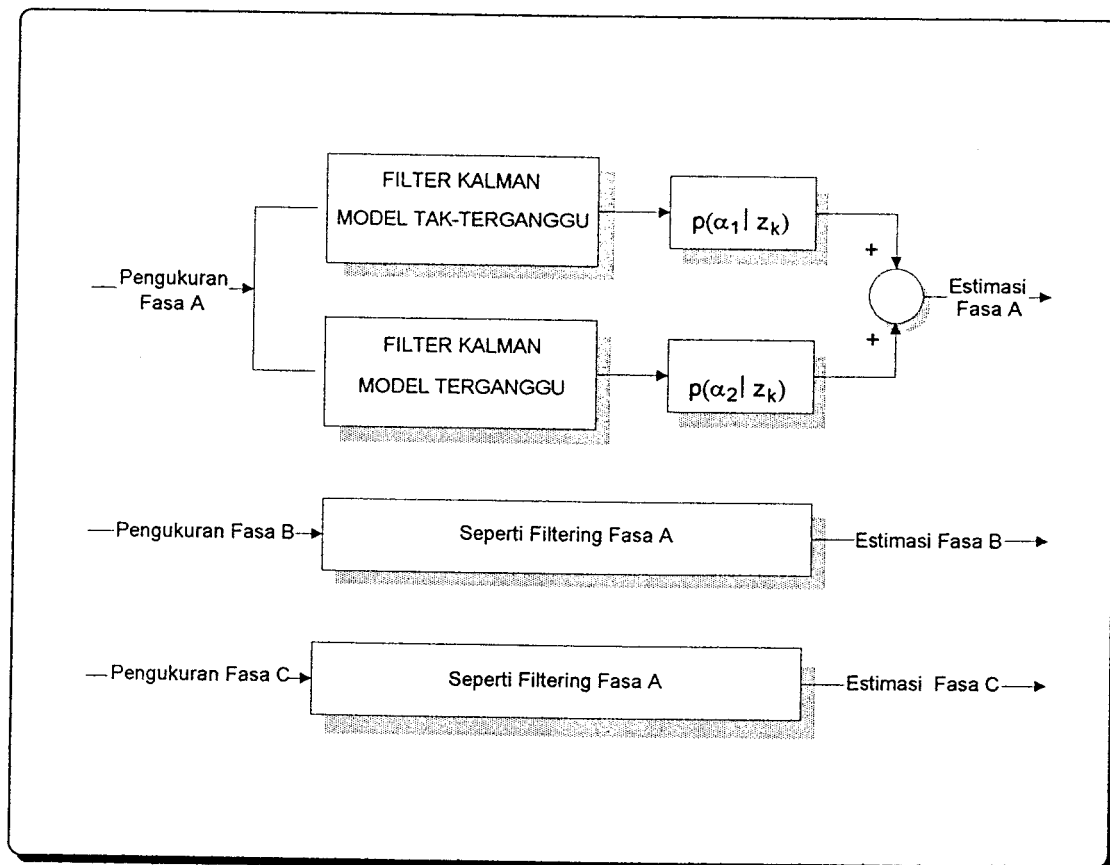 FILTER KALMAN
MODEL TAK-TERGANGGU
p(α₁| zₖ)
+
Pengukuran
Fasa A
Estimasi
Fasa A
+
FILTER KALMAN
MODEL TERGANGGU
p(α₂| zₖ)
Pengukuran Fasa B
Seperti Filtering Fasa A
Estimasi Fasa B
Pengukuran Fasa C
Seperti Filtering Fasa A
Estimasi Fasa C